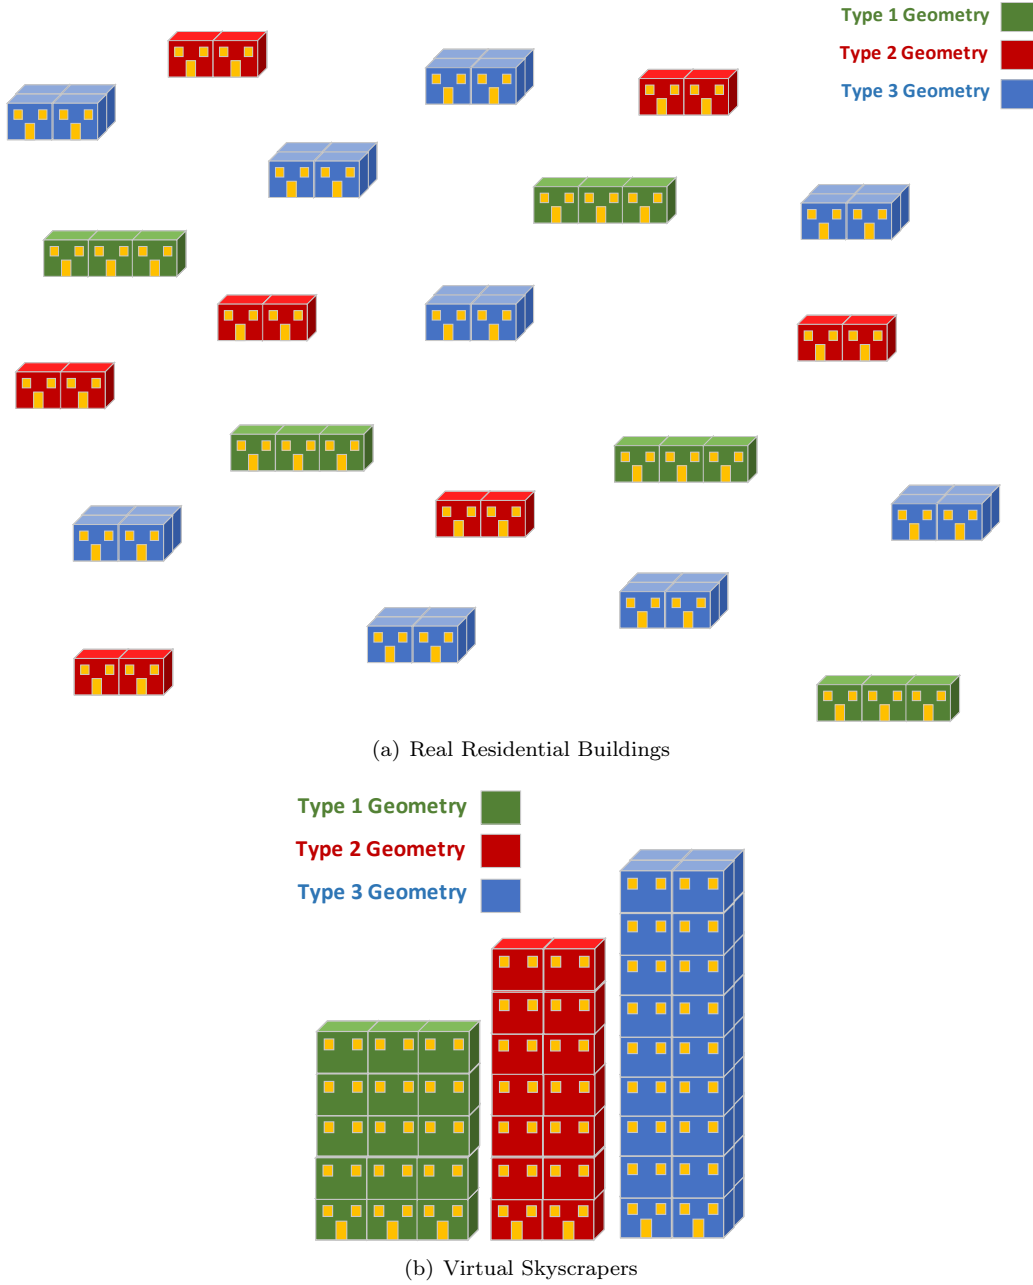 Type 1 Geometry
Type 2 Geometry
Type 3 Geometry
(a) Real Residential Buildings
Type 1 Geometry
Type 2 Geometry
Type 3 Geometry
(b) Virtual Skyscrapers